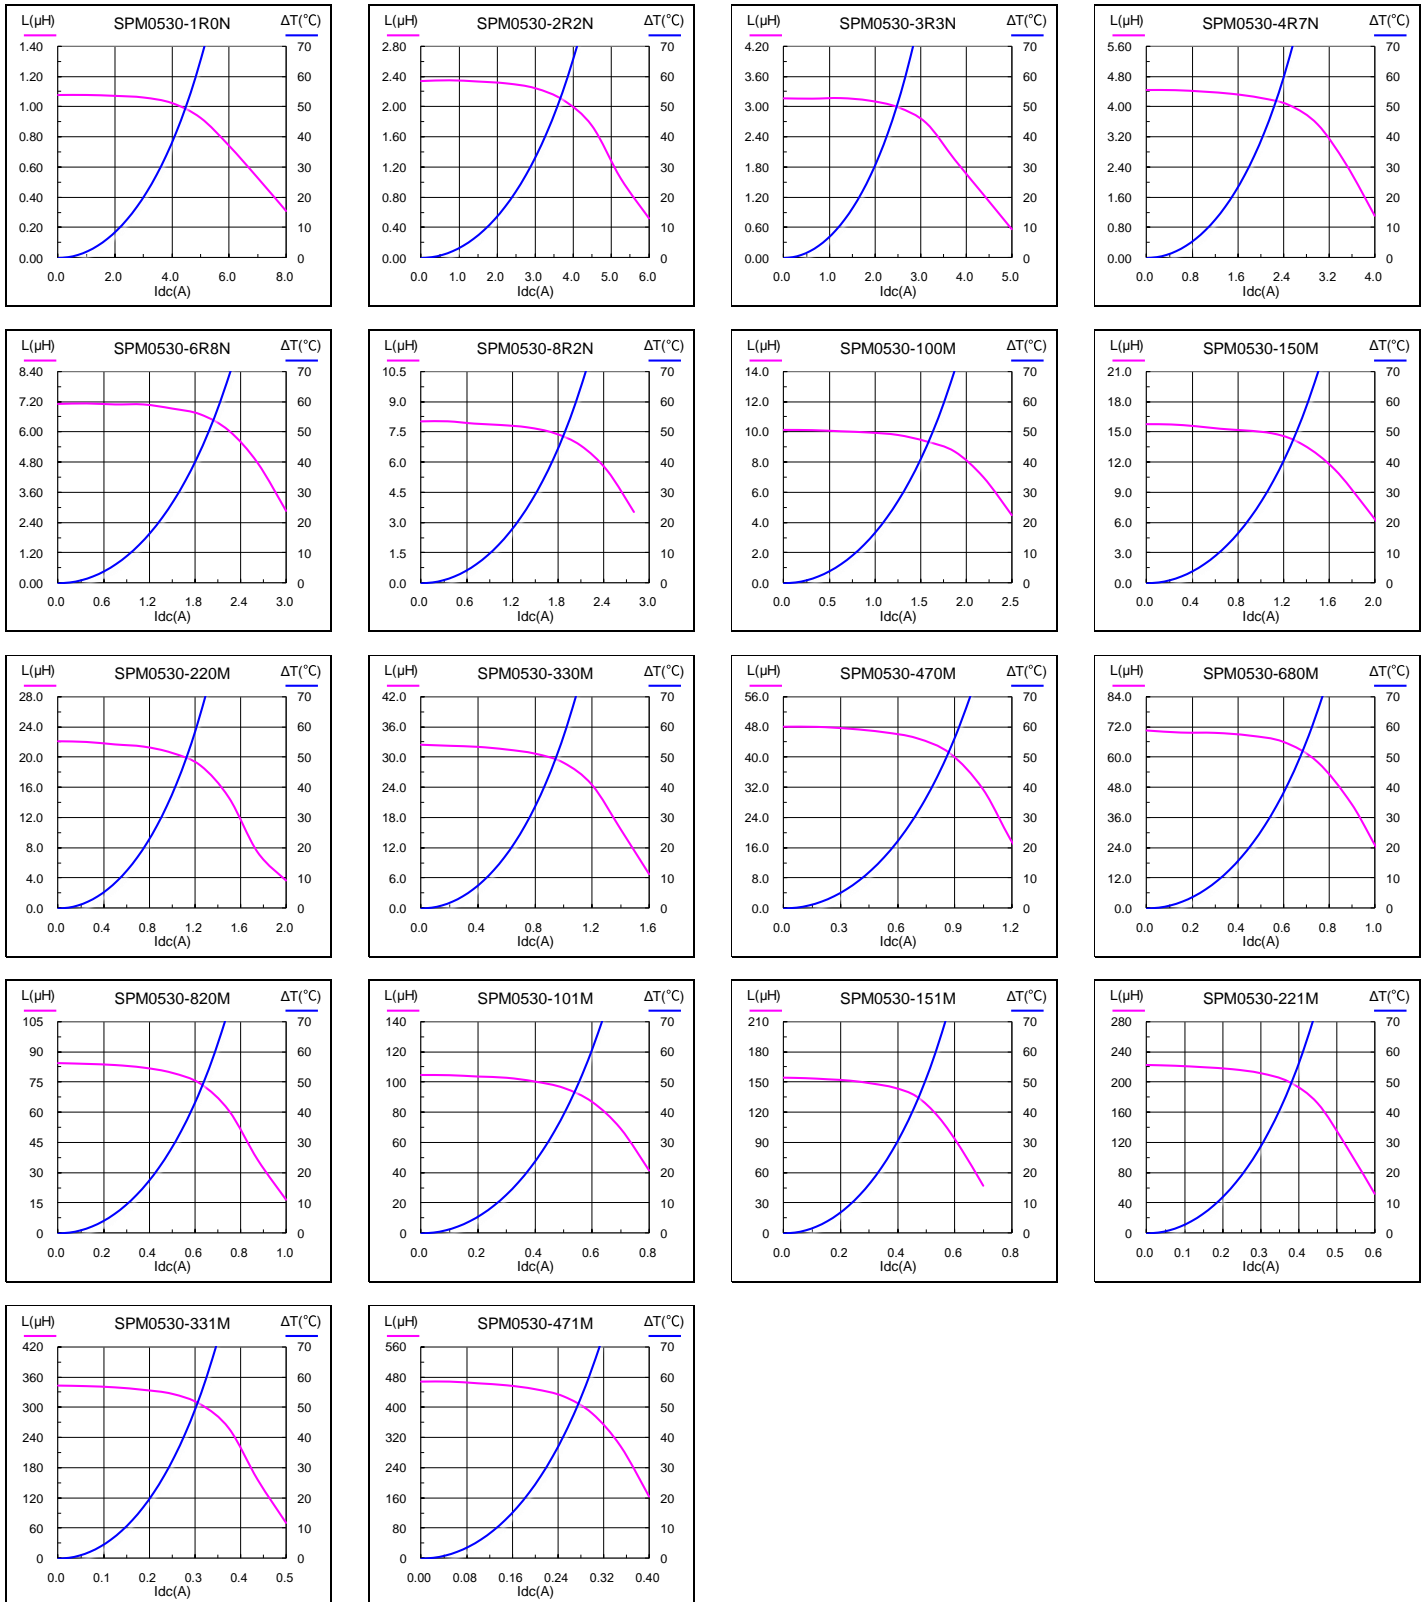 L(μH) SPM0530-1R0N ΔT(℃)
1.40 70
1.20 60
1.00 50
0.80 40
0.60 30
0.40 20
0.20 10
0.00 0
0.0 2.0 4.0 6.0 8.0
Idc(A)
L(μH) SPM0530-2R2N ΔT(℃)
2.80 70
2.40 60
2.00 50
1.60 40
1.20 30
0.80 20
0.40 10
0.00 0
0.0 1.0 2.0 3.0 4.0 5.0 6.0
Idc(A)
L(μH) SPM0530-3R3N ΔT(℃)
4.20 70
3.60 60
3.00 50
2.40 40
1.80 30
1.20 20
0.60 10
0.00 0
0.0 1.0 2.0 3.0 4.0 5.0
Idc(A)
L(μH) SPM0530-4R7N ΔT(℃)
5.60 70
4.80 60
4.00 50
3.20 40
2.40 30
1.60 20
0.80 10
0.00 0
0.0 0.8 1.6 2.4 3.2 4.0
Idc(A)
L(μH) SPM0530-6R8N ΔT(℃)
8.40 70
7.20 60
6.00 50
4.80 40
3.60 30
2.40 20
1.20 10
0.00 0
0.0 0.6 1.2 1.8 2.4 3.0
Idc(A)
L(μH) SPM0530-8R2N ΔT(℃)
10.5 70
9.0 60
7.5 50
6.0 40
4.5 30
3.0 20
1.5 10
0.0 0
0.0 0.6 1.2 1.8 2.4 3.0
Idc(A)
L(μH) SPM0530-100M ΔT(℃)
14.0 70
12.0 60
10.0 50
8.0 40
6.0 30
4.0 20
2.0 10
0.0 0
0.0 0.5 1.0 1.5 2.0 2.5
Idc(A)
L(μH) SPM0530-150M ΔT(℃)
21.0 70
18.0 60
15.0 50
12.0 40
9.0 30
6.0 20
3.0 10
0.0 0
0.0 0.4 0.8 1.2 1.6 2.0
Idc(A)
L(μH) SPM0530-220M ΔT(℃)
28.0 70
24.0 60
20.0 50
16.0 40
12.0 30
8.0 20
4.0 10
0.0 0
0.0 0.4 0.8 1.2 1.6 2.0
Idc(A)
L(μH) SPM0530-330M ΔT(℃)
42.0 70
36.0 60
30.0 50
24.0 40
18.0 30
12.0 20
6.0 10
0.0 0
0.0 0.4 0.8 1.2 1.6
Idc(A)
L(μH) SPM0530-470M ΔT(℃)
56.0 70
48.0 60
40.0 50
32.0 40
24.0 30
16.0 20
8.0 10
0.0 0
0.0 0.3 0.6 0.9 1.2
Idc(A)
L(μH) SPM0530-680M ΔT(℃)
84.0 70
72.0 60
60.0 50
48.0 40
36.0 30
24.0 20
12.0 10
0.0 0
0.0 0.2 0.4 0.6 0.8 1.0
Idc(A)
L(μH) SPM0530-820M ΔT(℃)
105 70
90 60
75 50
60 40
45 30
30 20
15 10
0 0
0.0 0.2 0.4 0.6 0.8 1.0
Idc(A)
L(μH) SPM0530-101M ΔT(℃)
140 70
120 60
100 50
80 40
60 30
40 20
20 10
0 0
0.0 0.2 0.4 0.6 0.8
Idc(A)
L(μH) SPM0530-151M ΔT(℃)
210 70
180 60
150 50
120 40
90 30
60 20
30 10
0 0
0.0 0.2 0.4 0.6 0.8
Idc(A)
L(μH) SPM0530-221M ΔT(℃)
280 70
240 60
200 50
160 40
120 30
80 20
40 10
0 0
0.0 0.1 0.2 0.3 0.4 0.5 0.6
Idc(A)
L(μH) SPM0530-331M ΔT(℃)
420 70
360 60
300 50
240 40
180 30
120 20
60 10
0 0
0.0 0.1 0.2 0.3 0.4 0.5
Idc(A)
L(μH) SPM0530-471M ΔT(℃)
560 70
480 60
400 50
320 40
240 30
160 20
80 10
0 0
0.00 0.08 0.16 0.24 0.32 0.40
Idc(A)